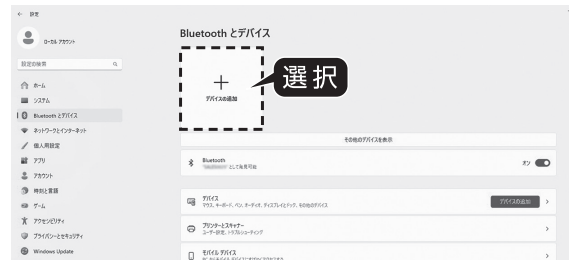 ← 設定
ローカル アカウント
設定の検索
ホーム
システム
Bluetooth とデバイス
ネットワークとインターネット
個人用設定
アプリ
アカウント
時刻と言語
ゲーム
アクセシビリティ
プライバシーとセキュリティ
Windows Update
Bluetooth とデバイス
デバイスの追加
選択
その他のデバイスを表示
Bluetooth
として発見可能
オン
デバイス
マウス、キーボード、ペン、オーディオ、ディスプレイとドック、その他のデバイス
デバイスの追加
プリンターとスキャナー
ユーザー設定、トラブルシューティング
モバイル デバイス